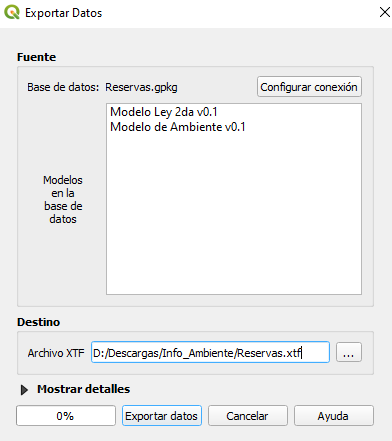 Exportar Datos
Fuente
Base de datos: Reservas.gpkg Configurar conexión
Modelo Ley 2da v0.1
Modelo de Ambiente v0.1
Modelos
en la
base de
datos
Destino
Archivo XTF D:/Descargas/Info_Ambiente/Reservas.xtf ...
Mostrar detalles
0% Exportar datos Cancelar Ayuda